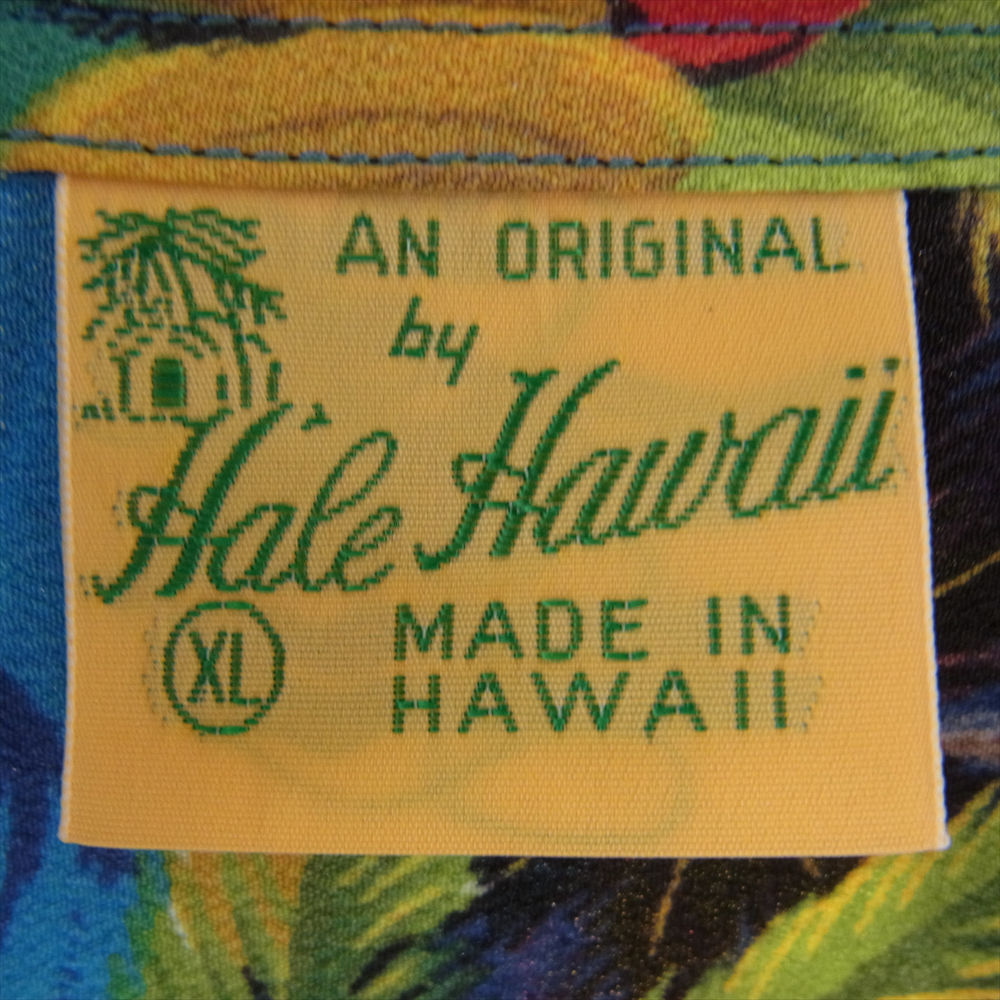 AN ORIGINAL
by
Hale Hawaii
XL
MADE IN
HAWAII